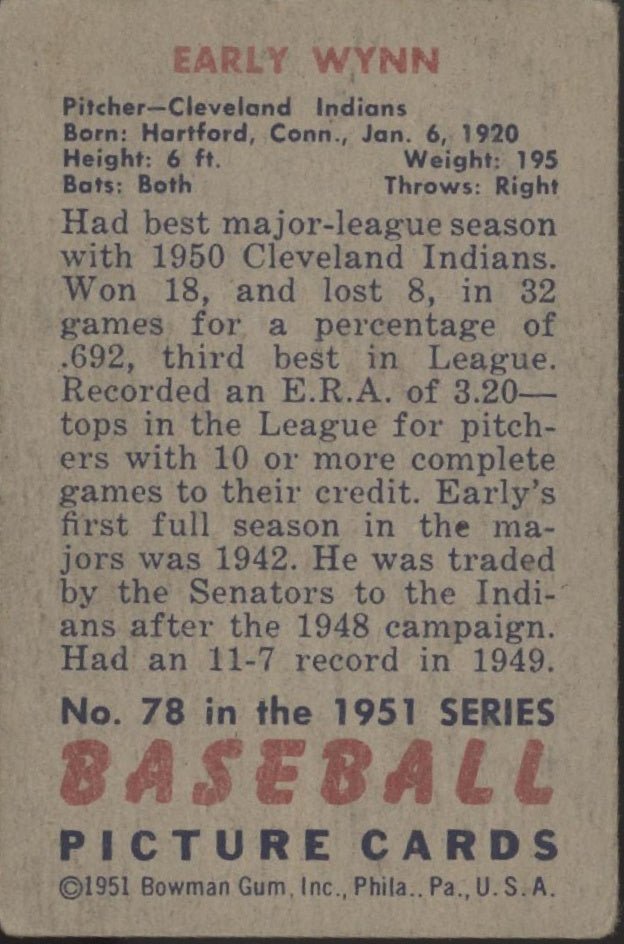 EARLY WYNN
Pitcher—Cleveland Indians
Born: Hartford, Conn., Jan. 6, 1920
Height: 6 ft. Weight: 195
Bats: Both Throws: Right
Had best major-league season
with 1950 Cleveland Indians.
Won 18, and lost 8, in 32
games for a percentage of
.692, third best in League.
Recorded an E.R.A. of 3.20—
tops in the League for pitch-
ers with 10 or more complete
games to their credit. Early's
first full season in the ma-
jors was 1942. He was traded
by the Senators to the Indi-
ans after the 1948 campaign.
Had an 11-7 record in 1949.
No. 78 in the 1951 SERIES
BASEBALL
PICTURE CARDS
©1951 Bowman Gum, Inc., Phila., Pa., U. S. A.